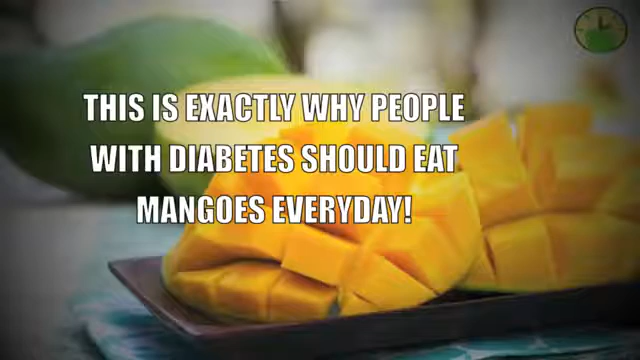 THIS IS EXACTLY WHY PEOPLE
WITH DIABETES SHOULD EAT
MANGOES EVERYDAY!